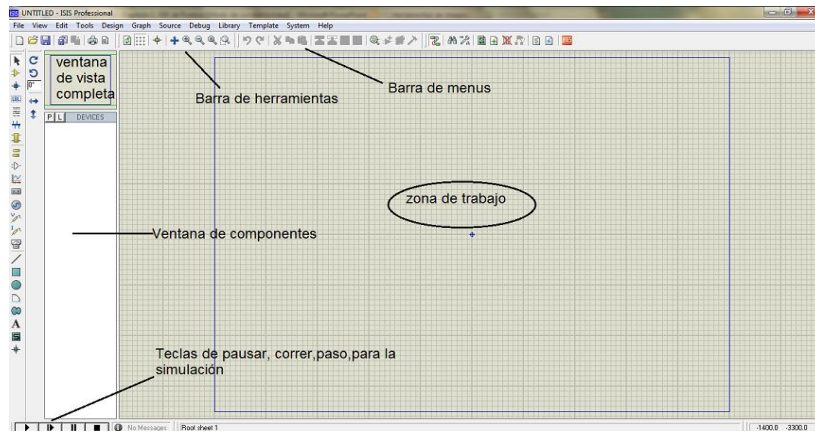 UNTITLED - ISIS Professional
File View Edit Tools Design Graph Source Debug Library Template System Help
ventana
de vista
completa
0°
Barra de herramientas
Barra de menus
P L DEVICES
zona de trabajo
Ventana de componentes
A
Teclas de pausar, correr,paso,para la
simulación
No Messages
Root sheet 1
-1400.0 -3300.0